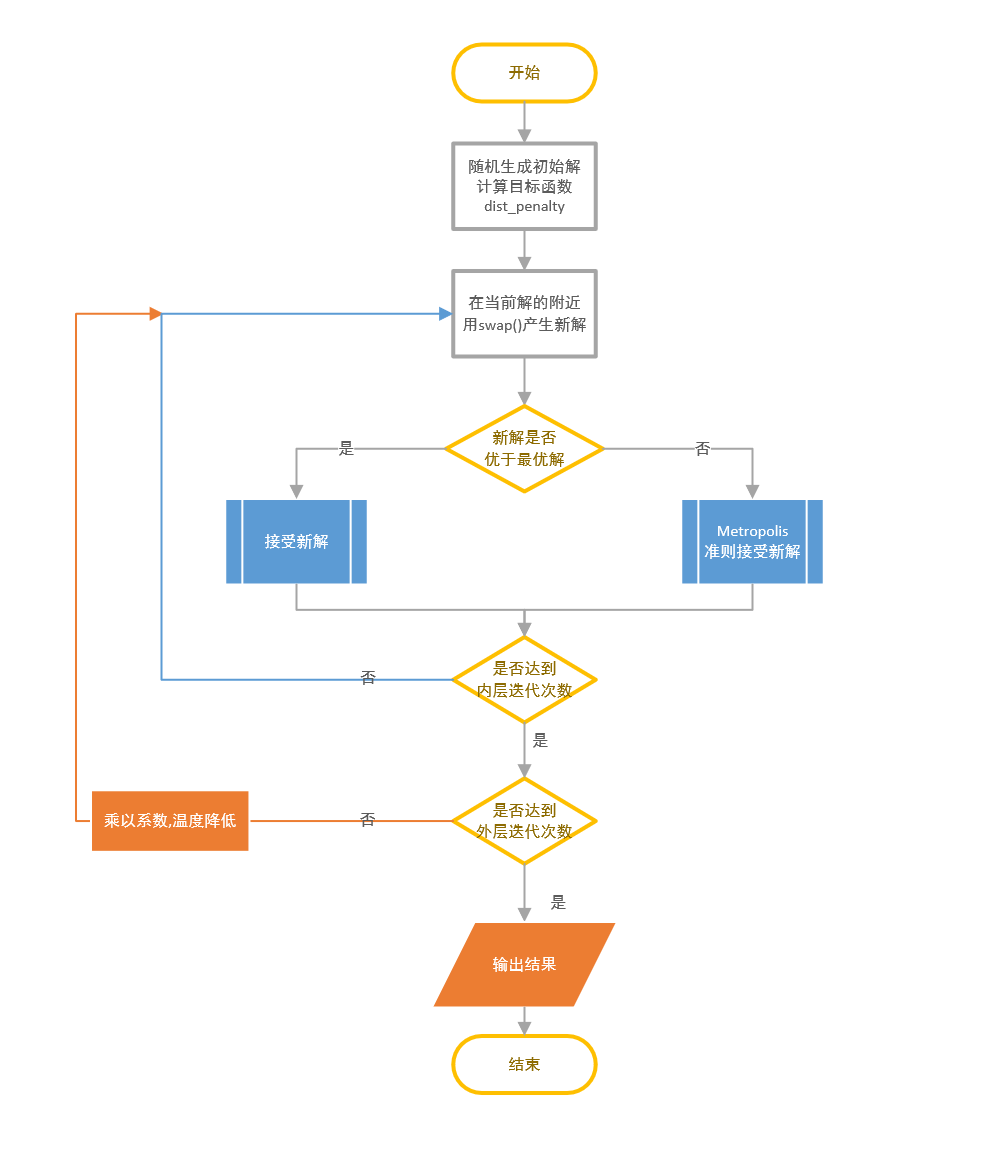 开始
随机生成初始解
计算目标函数
dist_penalty
在当前解的附近
用swap()产生新解
新解是否
优于最优解
是
否
接受新解
Metropolis
准则接受新解
是否达到
内层迭代次数
否
是
是否达到
外层迭代次数
否
乘以系数,温度降低
是
输出结果
结束